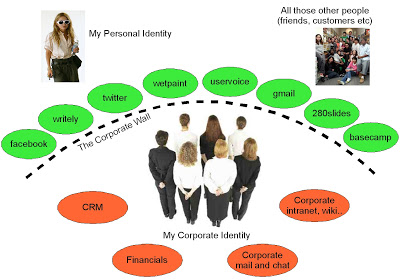 My Personal Identity
All those other people
(friends, customers etc)
facebook
writely
twitter
wetpaint
uservoice
gmail
280slides
basecamp
The Corporate Wall
CRM
Corporate
intranet, wiki..
My Corporate Identity
Financials
Corporate
mail and chat